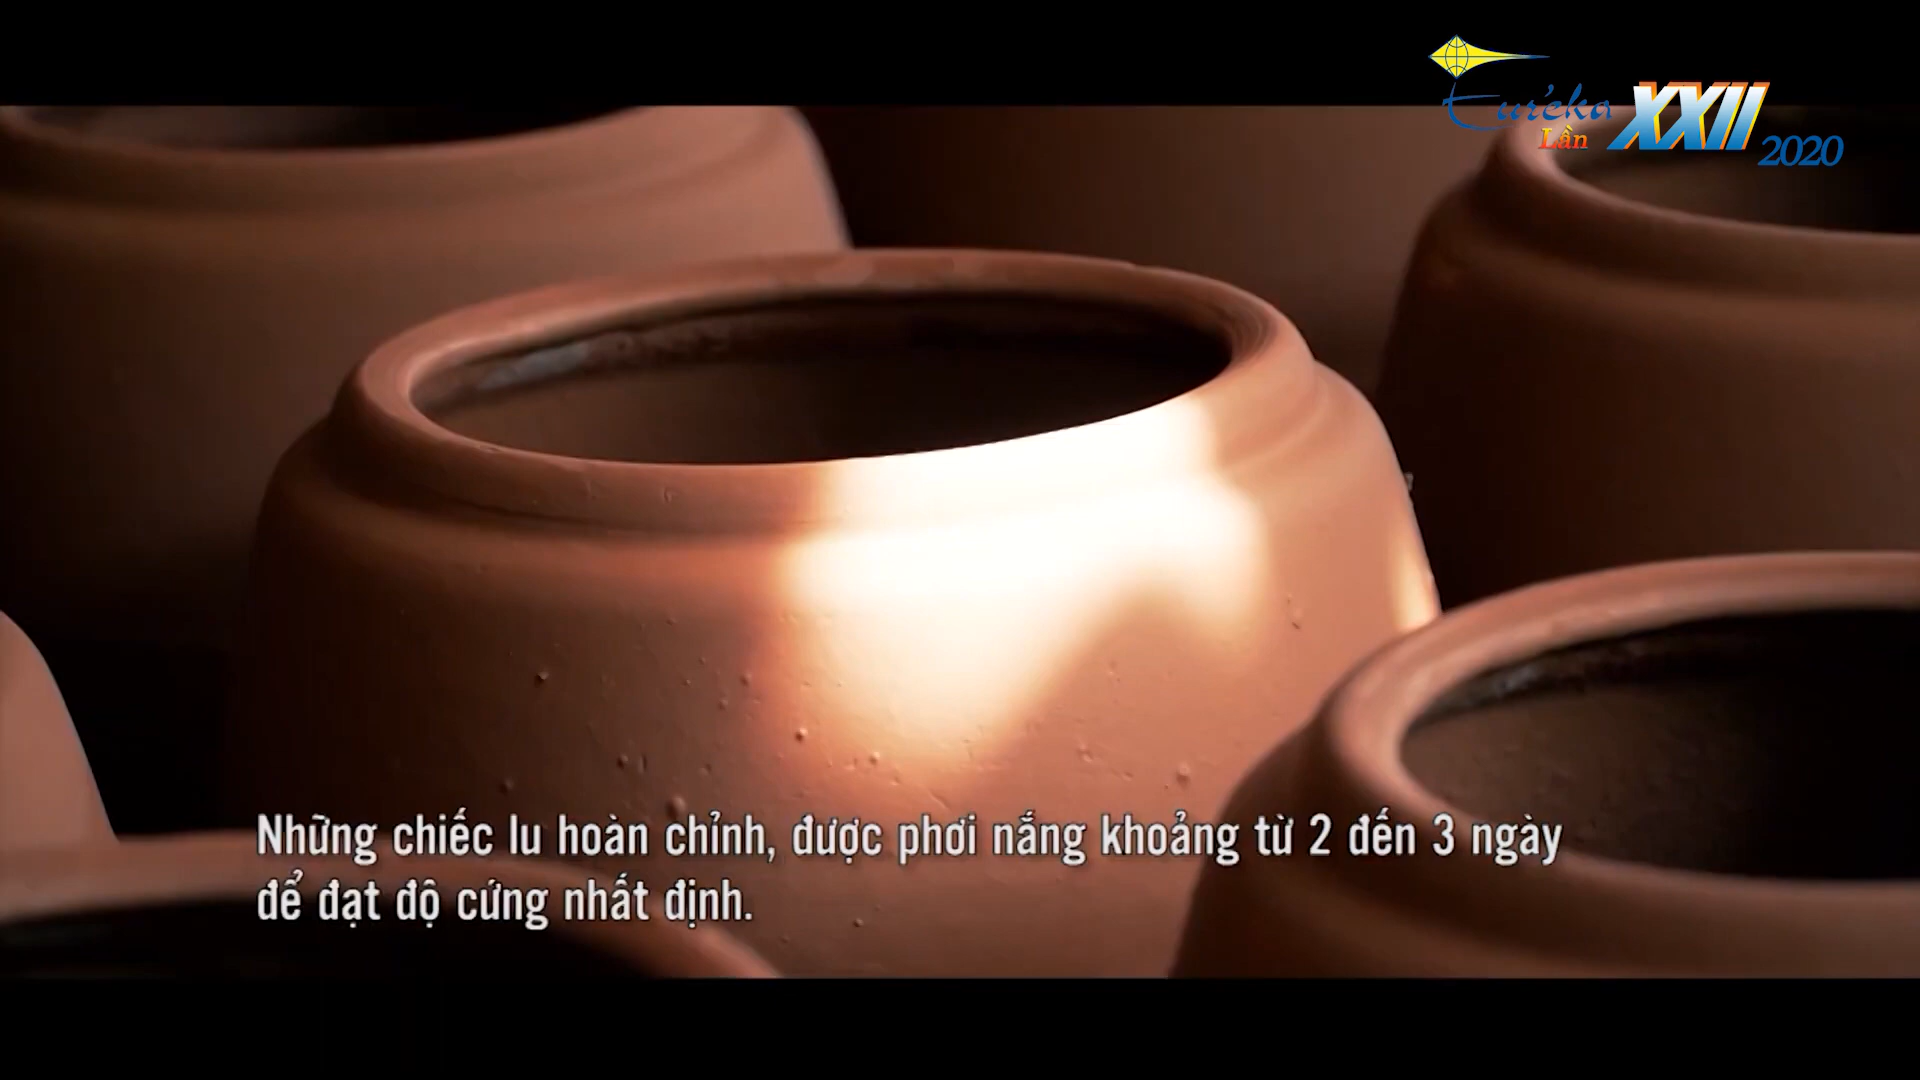 Euréka
Lần XXII 2020
Những chiếc lu hoàn chỉnh, được phơi nắng khoảng từ 2 đến 3 ngày
để đạt độ cứng nhất định.